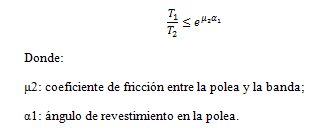 T₁/T₂ ≤ e^μ₂α₁
Donde:
μ2: coeficiente de fricción entre la polea y la banda;
α1: ángulo de revestimiento en la polea.